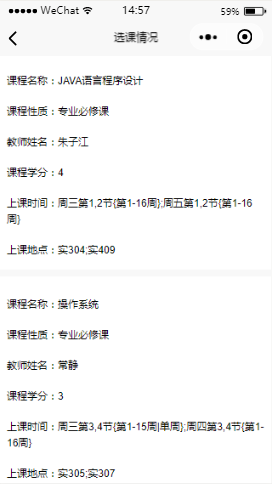 WeChat 14:57 59%
选课情况
课程名称：JAVA语言程序设计
课程性质：专业必修课
教师姓名：朱子江
课程学分：4
上课时间：周三第1,2节{第1-16周};周五第1,2节{第1-16
周}
上课地点：实304;实409
课程名称：操作系统
课程性质：专业必修课
教师姓名：常静
课程学分：3
上课时间：周三第3,4节{第1-15周|单周};周四第3,4节{第1-
16周}
上课地点：实305;实307